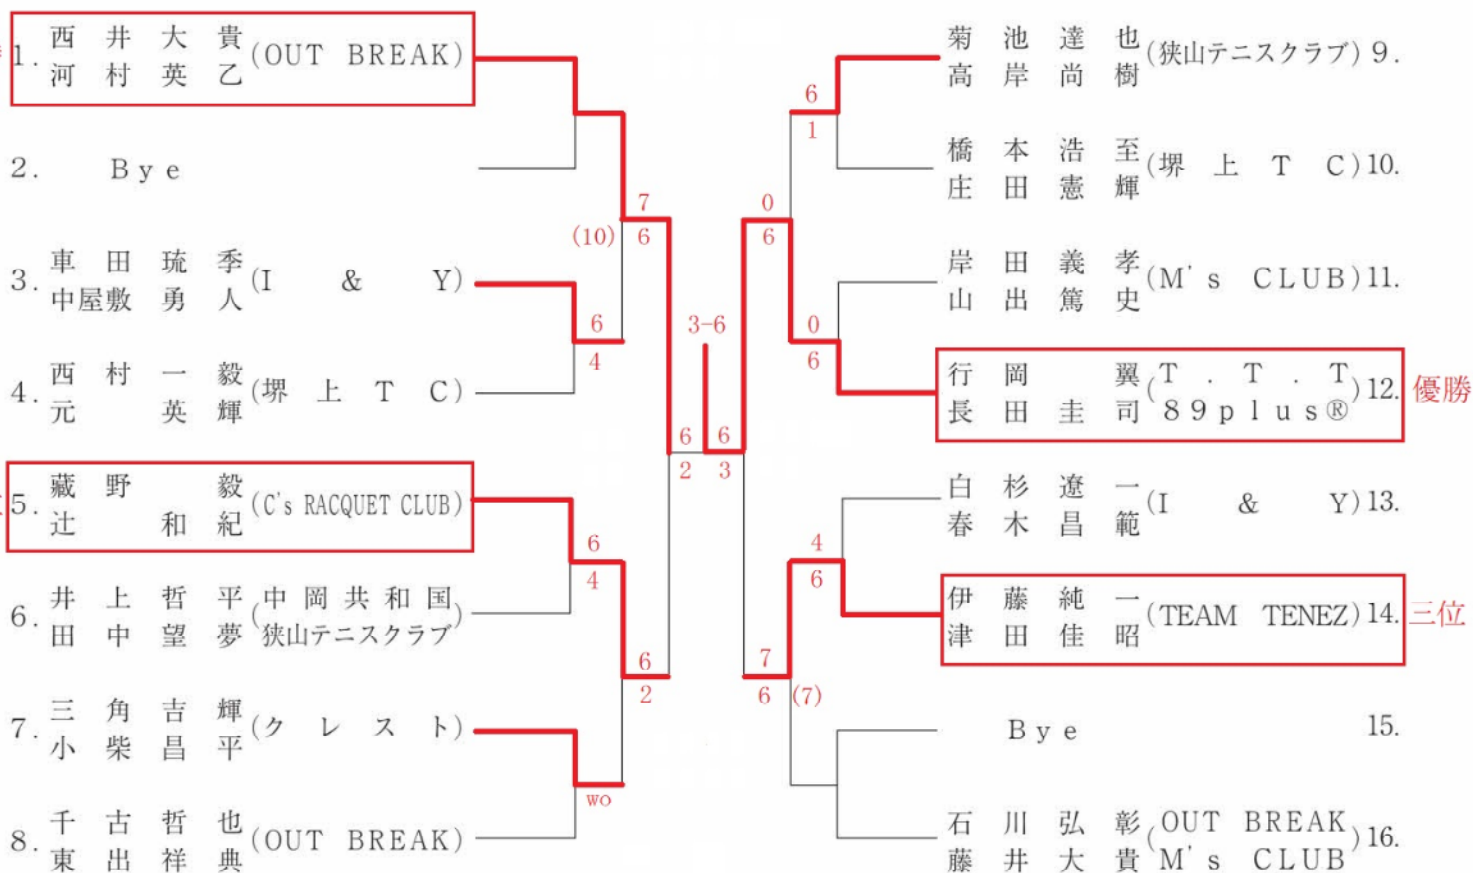 1. 西井大貴 (OUT BREAK)
河村英乙
2. Bye
3. 車田琉季 (I & Y)
中屋敷勇人
4. 西村一毅 (堺上TC)
元英輝
5. 藏野毅 (C's RACQUET CLUB)
辻和紀
6. 井上哲平 (中岡共和国
田中望夢 狭山テニスクラブ)
7. 三角吉輝 (クレスト)
小柴昌平
8. 千古哲也 (OUT BREAK)
東出祥典
7
(10) 6
6
4
6
4
6
2
wo
6
2
3-6
6
3
6
1
0
6
0
6
4
6
7
6 (7)
菊池達也 (狭山テニスクラブ) 9.
高岸尚樹
橋本浩至 (堺上TC) 10.
庄田憲輝
岸田義孝 (M's CLUB) 11.
山出篤史
行岡翼 (T.T.T 12. 優勝
長田圭司 89plus®)
白杉遼一 (I & Y) 13.
春木昌範
伊藤純一 (TEAM TENEZ) 14. 三位
津田佳昭
Bye 15.
石川弘彰 (OUT BREAK 16.
藤井大貴 M's CLUB)